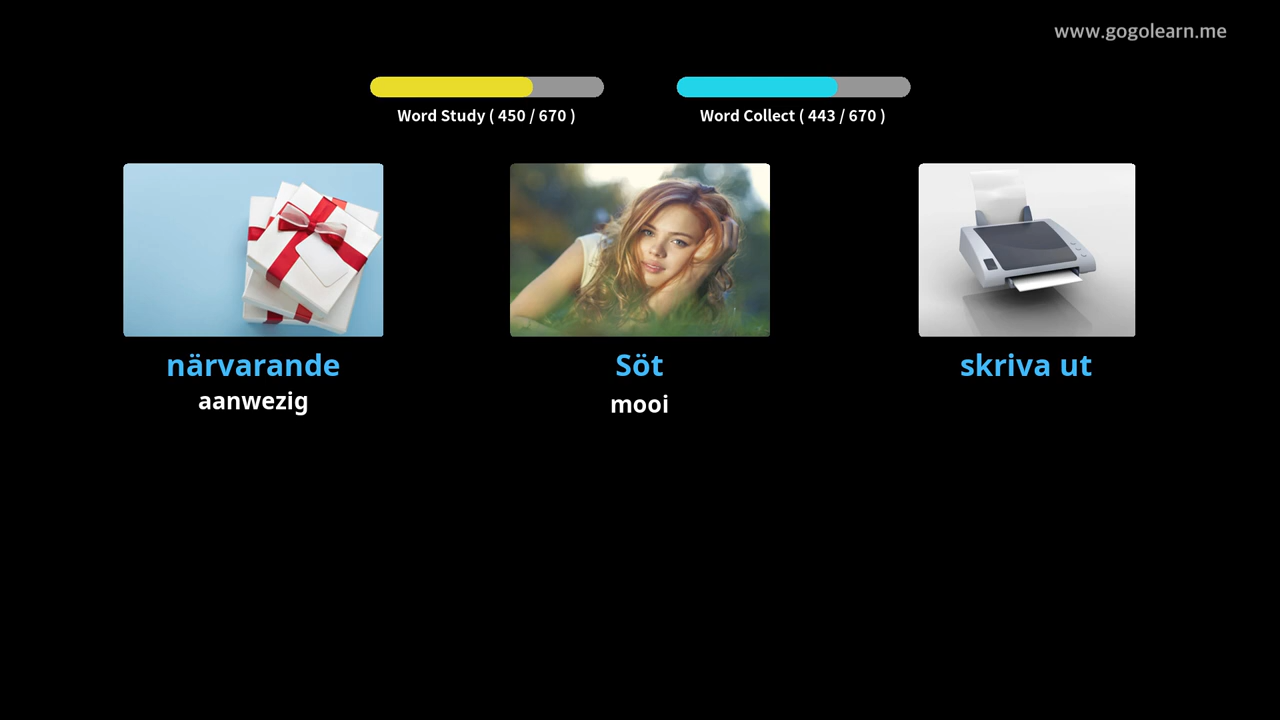 www.gogolearn.me
Word Study ( 450 / 670 )
Word Collect ( 443 / 670 )
närvarande
Söt
skriva ut
aanwezig
mooi